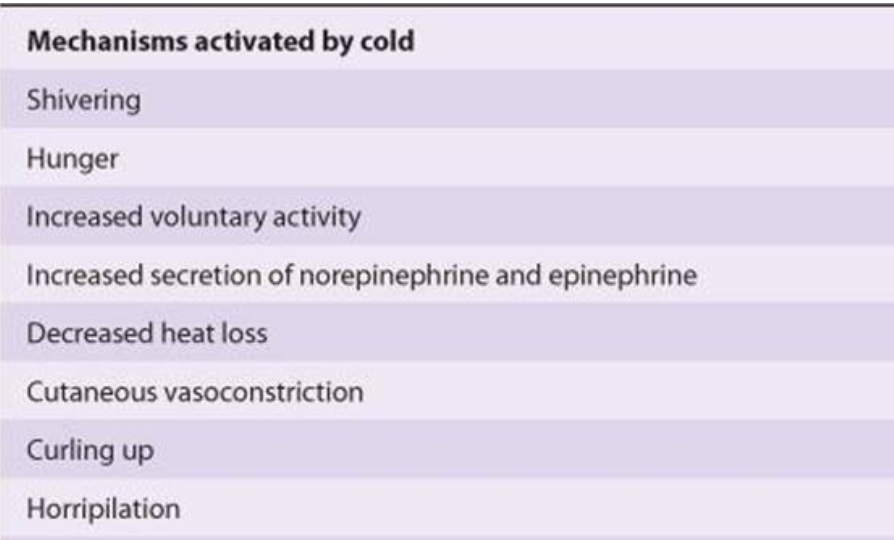 Mechanisms activated by cold
Shivering
Hunger
Increased voluntary activity
Increased secretion of norepinephrine and epinephrine
Decreased heat loss
Cutaneous vasoconstriction
Curling up
Horripilation